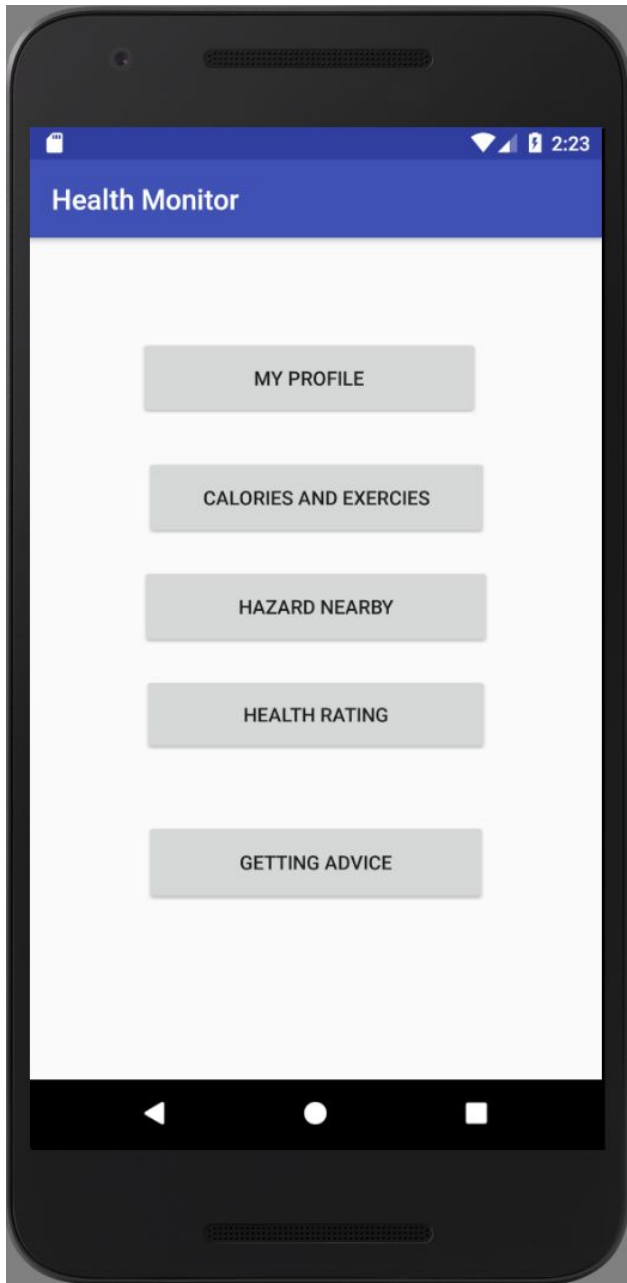 2:23
Health Monitor
MY PROFILE
CALORIES AND EXERCIES
HAZARD NEARBY
HEALTH RATING
GETTING ADVICE